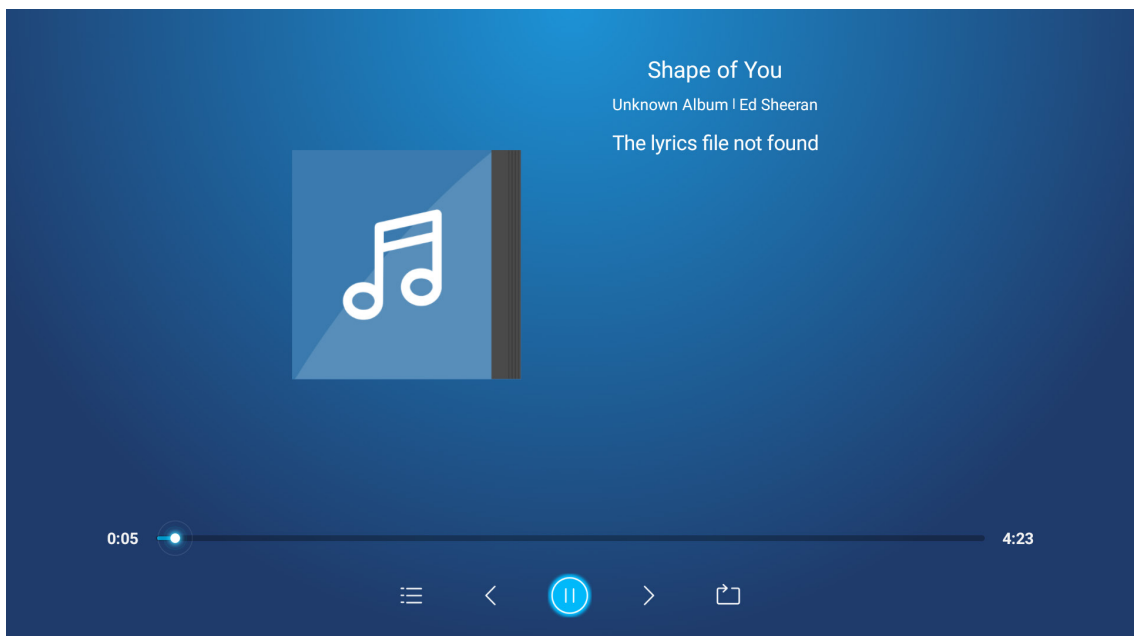 Shape of You
Unknown Album | Ed Sheeran
The lyrics file not found
0:05
4:23